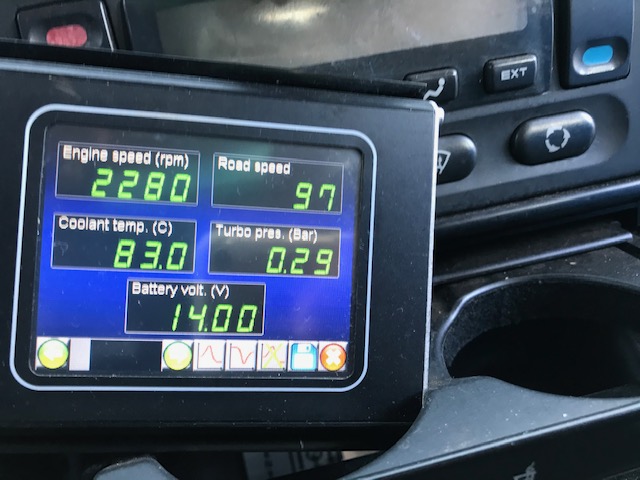 EXT
Engine speed (rpm)
2280
Road speed
97
Coolant temp. (C)
83.0
Turbo pres. (Bar)
0.29
Battery volt. (V)
14.00